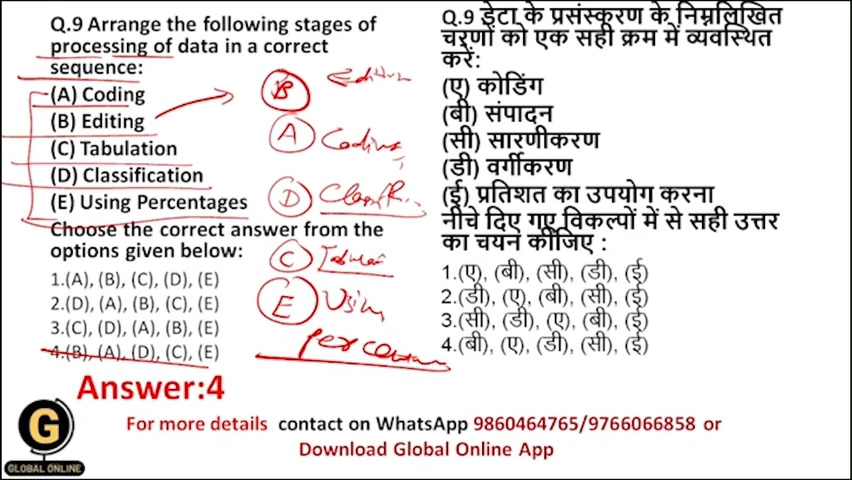 Q.9 Arrange the following stages of
processing of data in a correct
sequence:
(A) Coding
(B) Editing
(C) Tabulation
(D) Classification
(E) Using Percentages
Choose the correct answer from the
options given below:
1.(A), (B), (C), (D), (E)
2.(D), (A), (B), (C), (E)
3.(C), (D), (A), (B), (E)
4.(B), (A), (D), (C), (E)
B
A
D
C
E Using
Q.9 डेटा के प्रसंस्करण के निम्नलिखित
चरणों को एक सही क्रम में व्यवस्थित
करें:
(ए) कोडिंग
(बी) संपादन
(सी) सारणीकरण
(डी) वर्गीकरण
(ई) प्रतिशत का उपयोग करना
नीचे दिए गए विकल्पों में से सही उत्तर
का चयन कीजिए :
1.(ए), (बी), (सी), (डी), (ई)
2.(डी), (ए), (बी), (सी), (ई)
3.(सी), (डी), (ए), (बी), (ई)
4.(बी), (ए), (डी), (सी), (ई)
Answer:4
For more details contact on WhatsApp 9860464765/9766066858 or
Download Global Online App
G
GLOBAL ONLINE